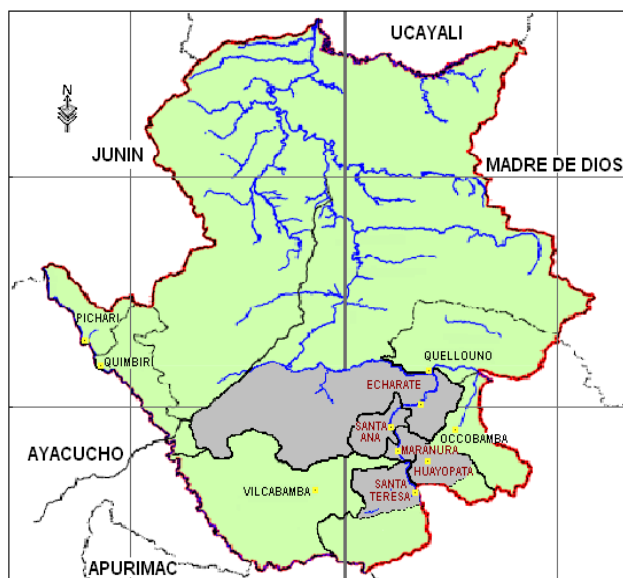 UCAYALI
N
JUNIN
MADRE DE DIOS
PICHARI
QUIMBIRI
QUELLOUNO
ECHARATE
SANTA
ANA
OCCOBAMBA
MARANURA
AYACUCHO
HUAYOPATA
VILCABAMBA
SANTA
TERESA
APURIMAC